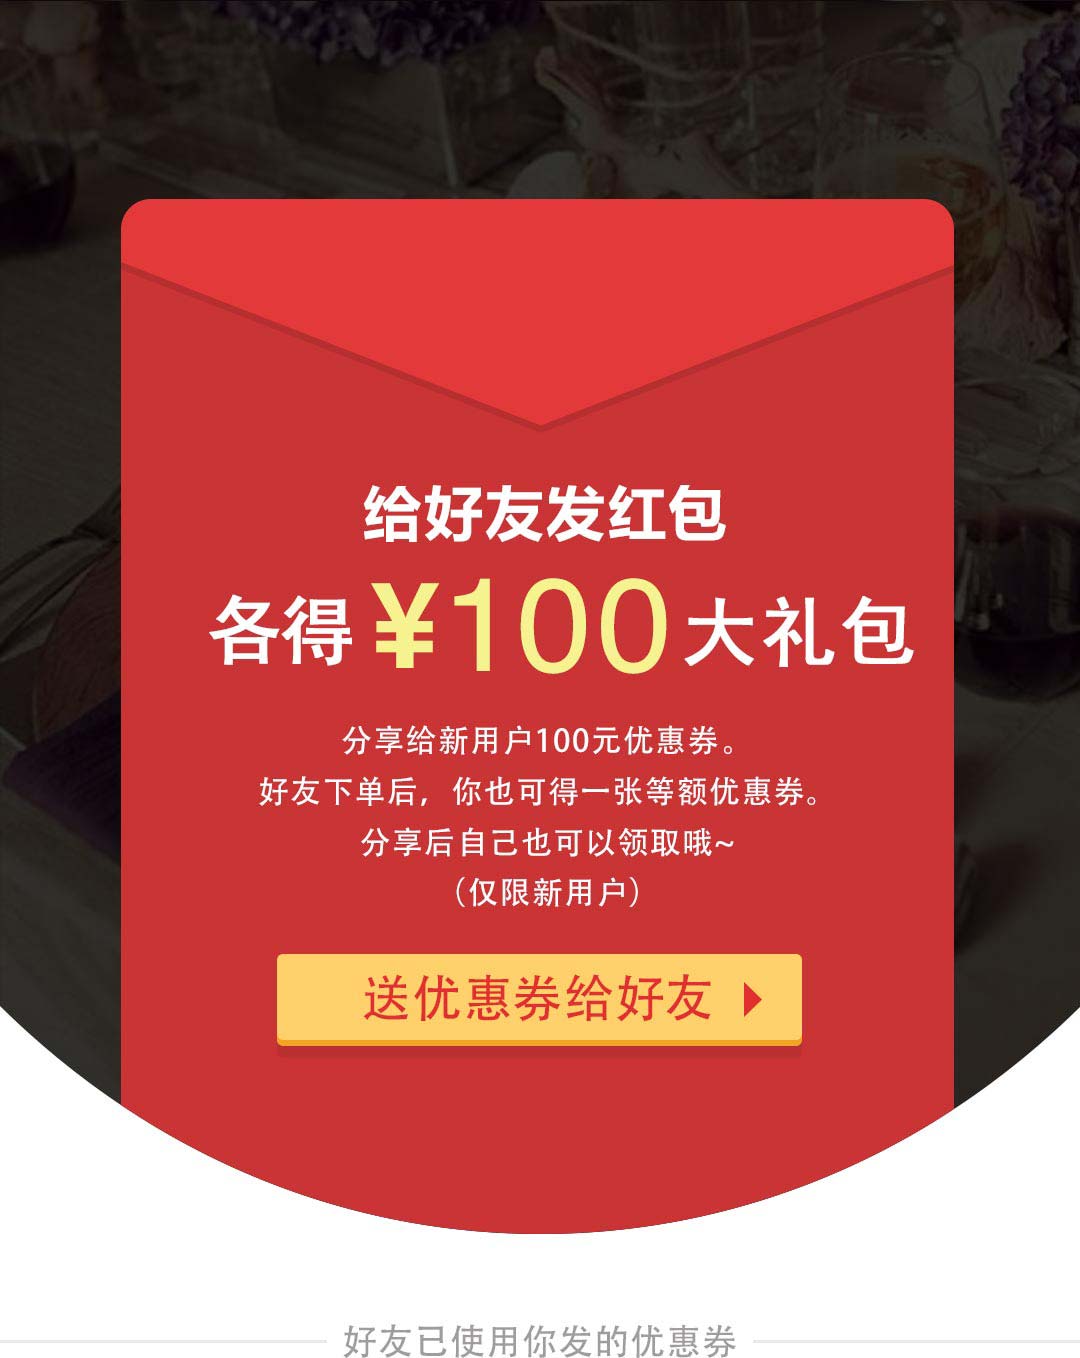 给好友发红包
各得¥100大礼包
分享给新用户100元优惠券。
好友下单后，你也可得一张等额优惠券。
分享后自己也可以领取哦~
（仅限新用户）
送优惠券给好友
好友已使用你发的优惠券